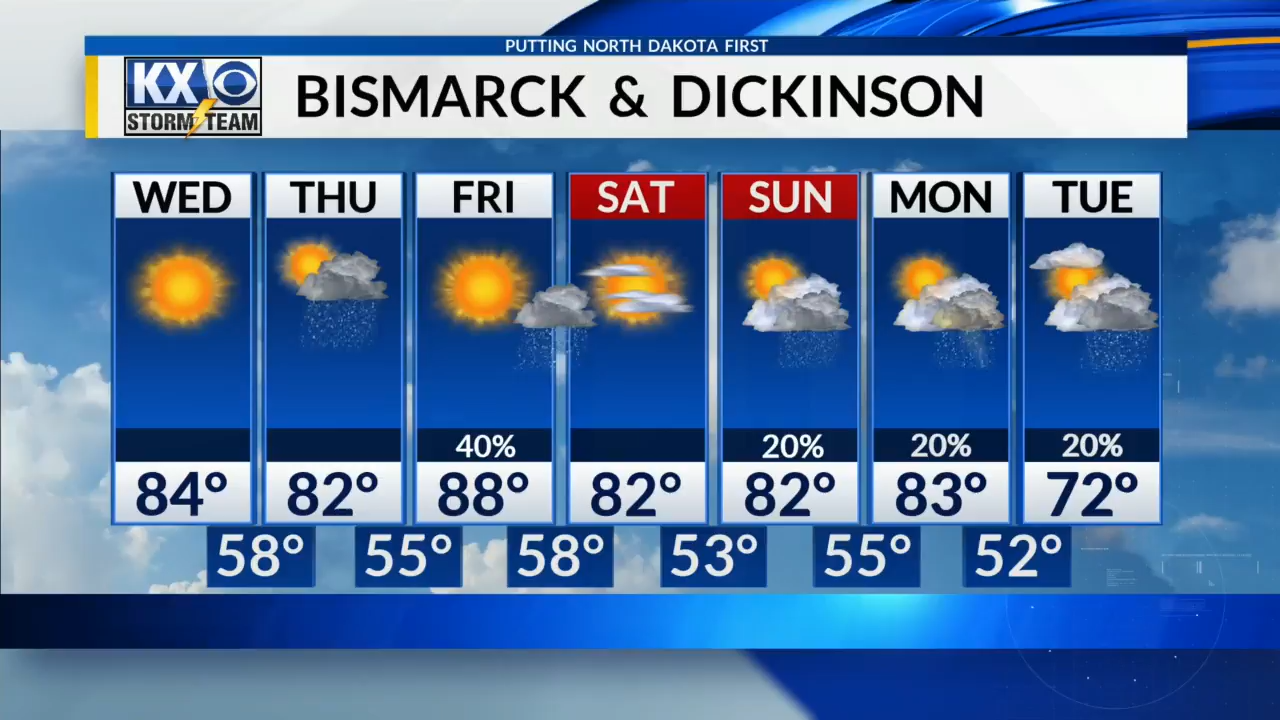 PUTTING NORTH DAKOTA FIRST
KX
STORM TEAM
BISMARCK & DICKINSON
WED THU FRI SAT SUN MON TUE
40% 20% 20% 20%
84° 82° 88° 82° 82° 83° 72°
58° 55° 58° 53° 55° 52°